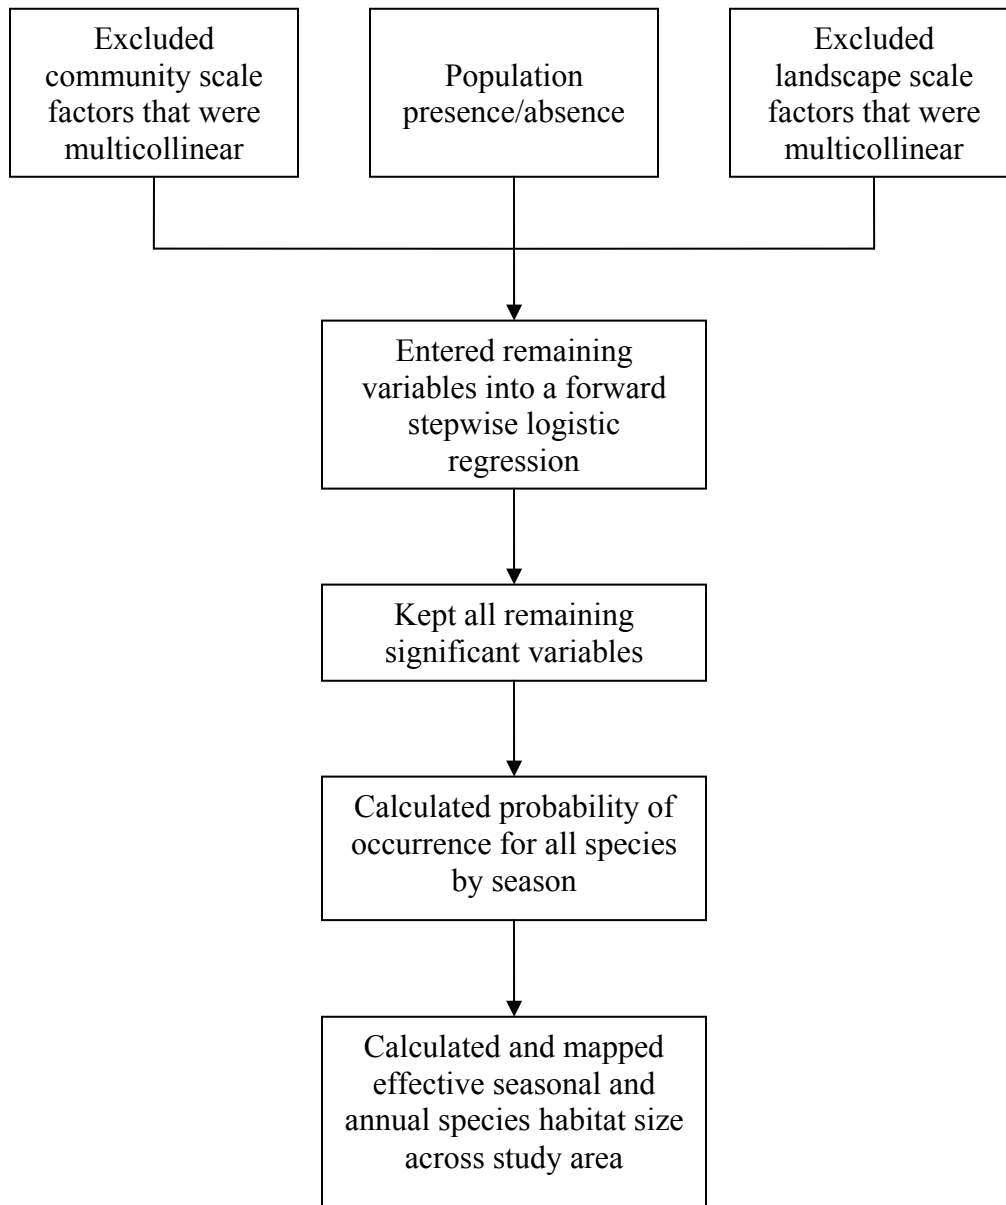 Excluded
community scale
factors that were
multicollinear
Population
presence/absence
Excluded
landscape scale
factors that were
multicollinear
Entered remaining
variables into a forward
stepwise logistic
regression
Kept all remaining
significant variables
Calculated probability of
occurrence for all species
by season
Calculated and mapped
effective seasonal and
annual species habitat size
across study area